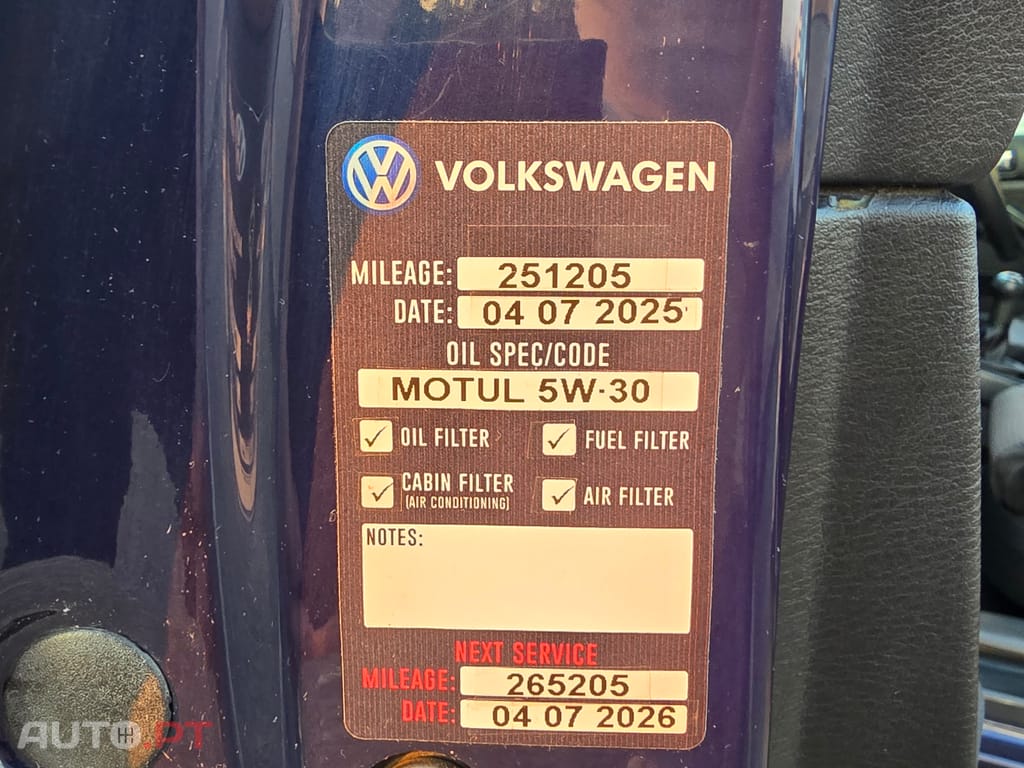 VOLKSWAGEN
MILEAGE: 251205
DATE: 04 07 2025
OIL SPEC/CODE
MOTUL 5W-30
OIL FILTER
FUEL FILTER
CABIN FILTER
(AIR CONDITIONING)
AIR FILTER
NOTES:
NEXT SERVICE
MILEAGE: 265205
DATE: 04 07 2026
AUTO.PT